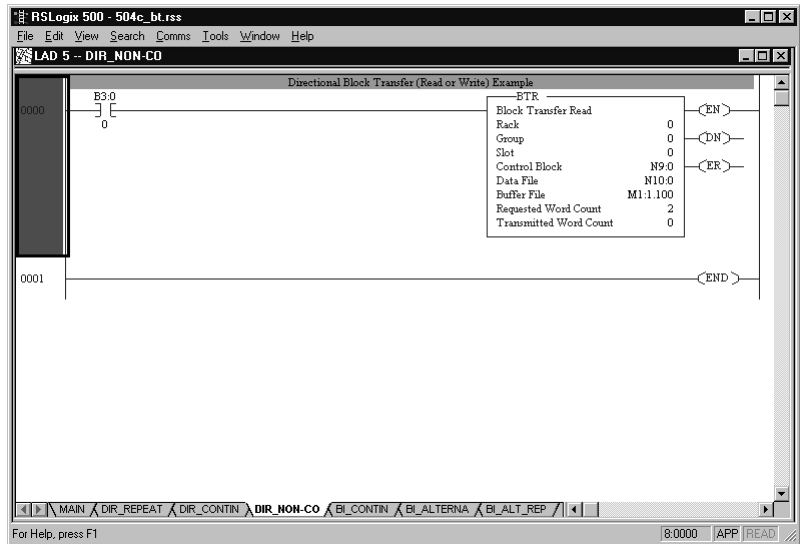 RSLogix 500 - 504c_bt.rss
File Edit View Search Comms Tools Window Help
LAD 5 -- DIR_NON-CO
Directional Block Transfer (Read or Write) Example
0000
B3:0
0
BTR
Block Transfer Read
Rack 0
Group 0
Slot 0
Control Block N9:0
Data File N10:0
Buffer File M1:1.100
Requested Word Count 2
Transmitted Word Count 0
EN
DN
ER
0001
END
MAIN DIR_REPEAT DIR_CONTIN DIR_NON-CO BI_CONTIN BI_ALTERNA BI_ALT_REP
For Help, press F1 8:0000 APP READ